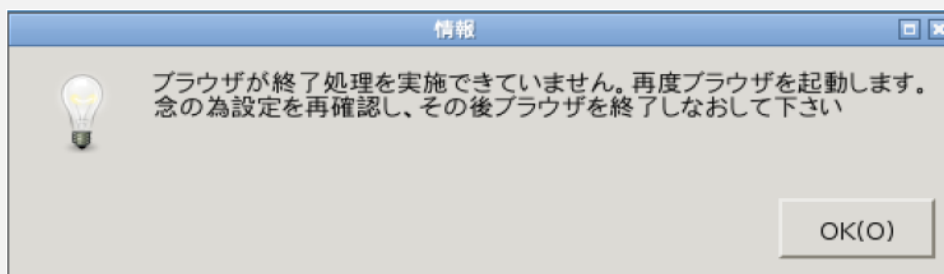 情報
ブラウザが終了処理を実施できていません。再度ブラウザを起動します。
念の為設定を再確認し、その後ブラウザを終了しなおして下さい
OK(O)